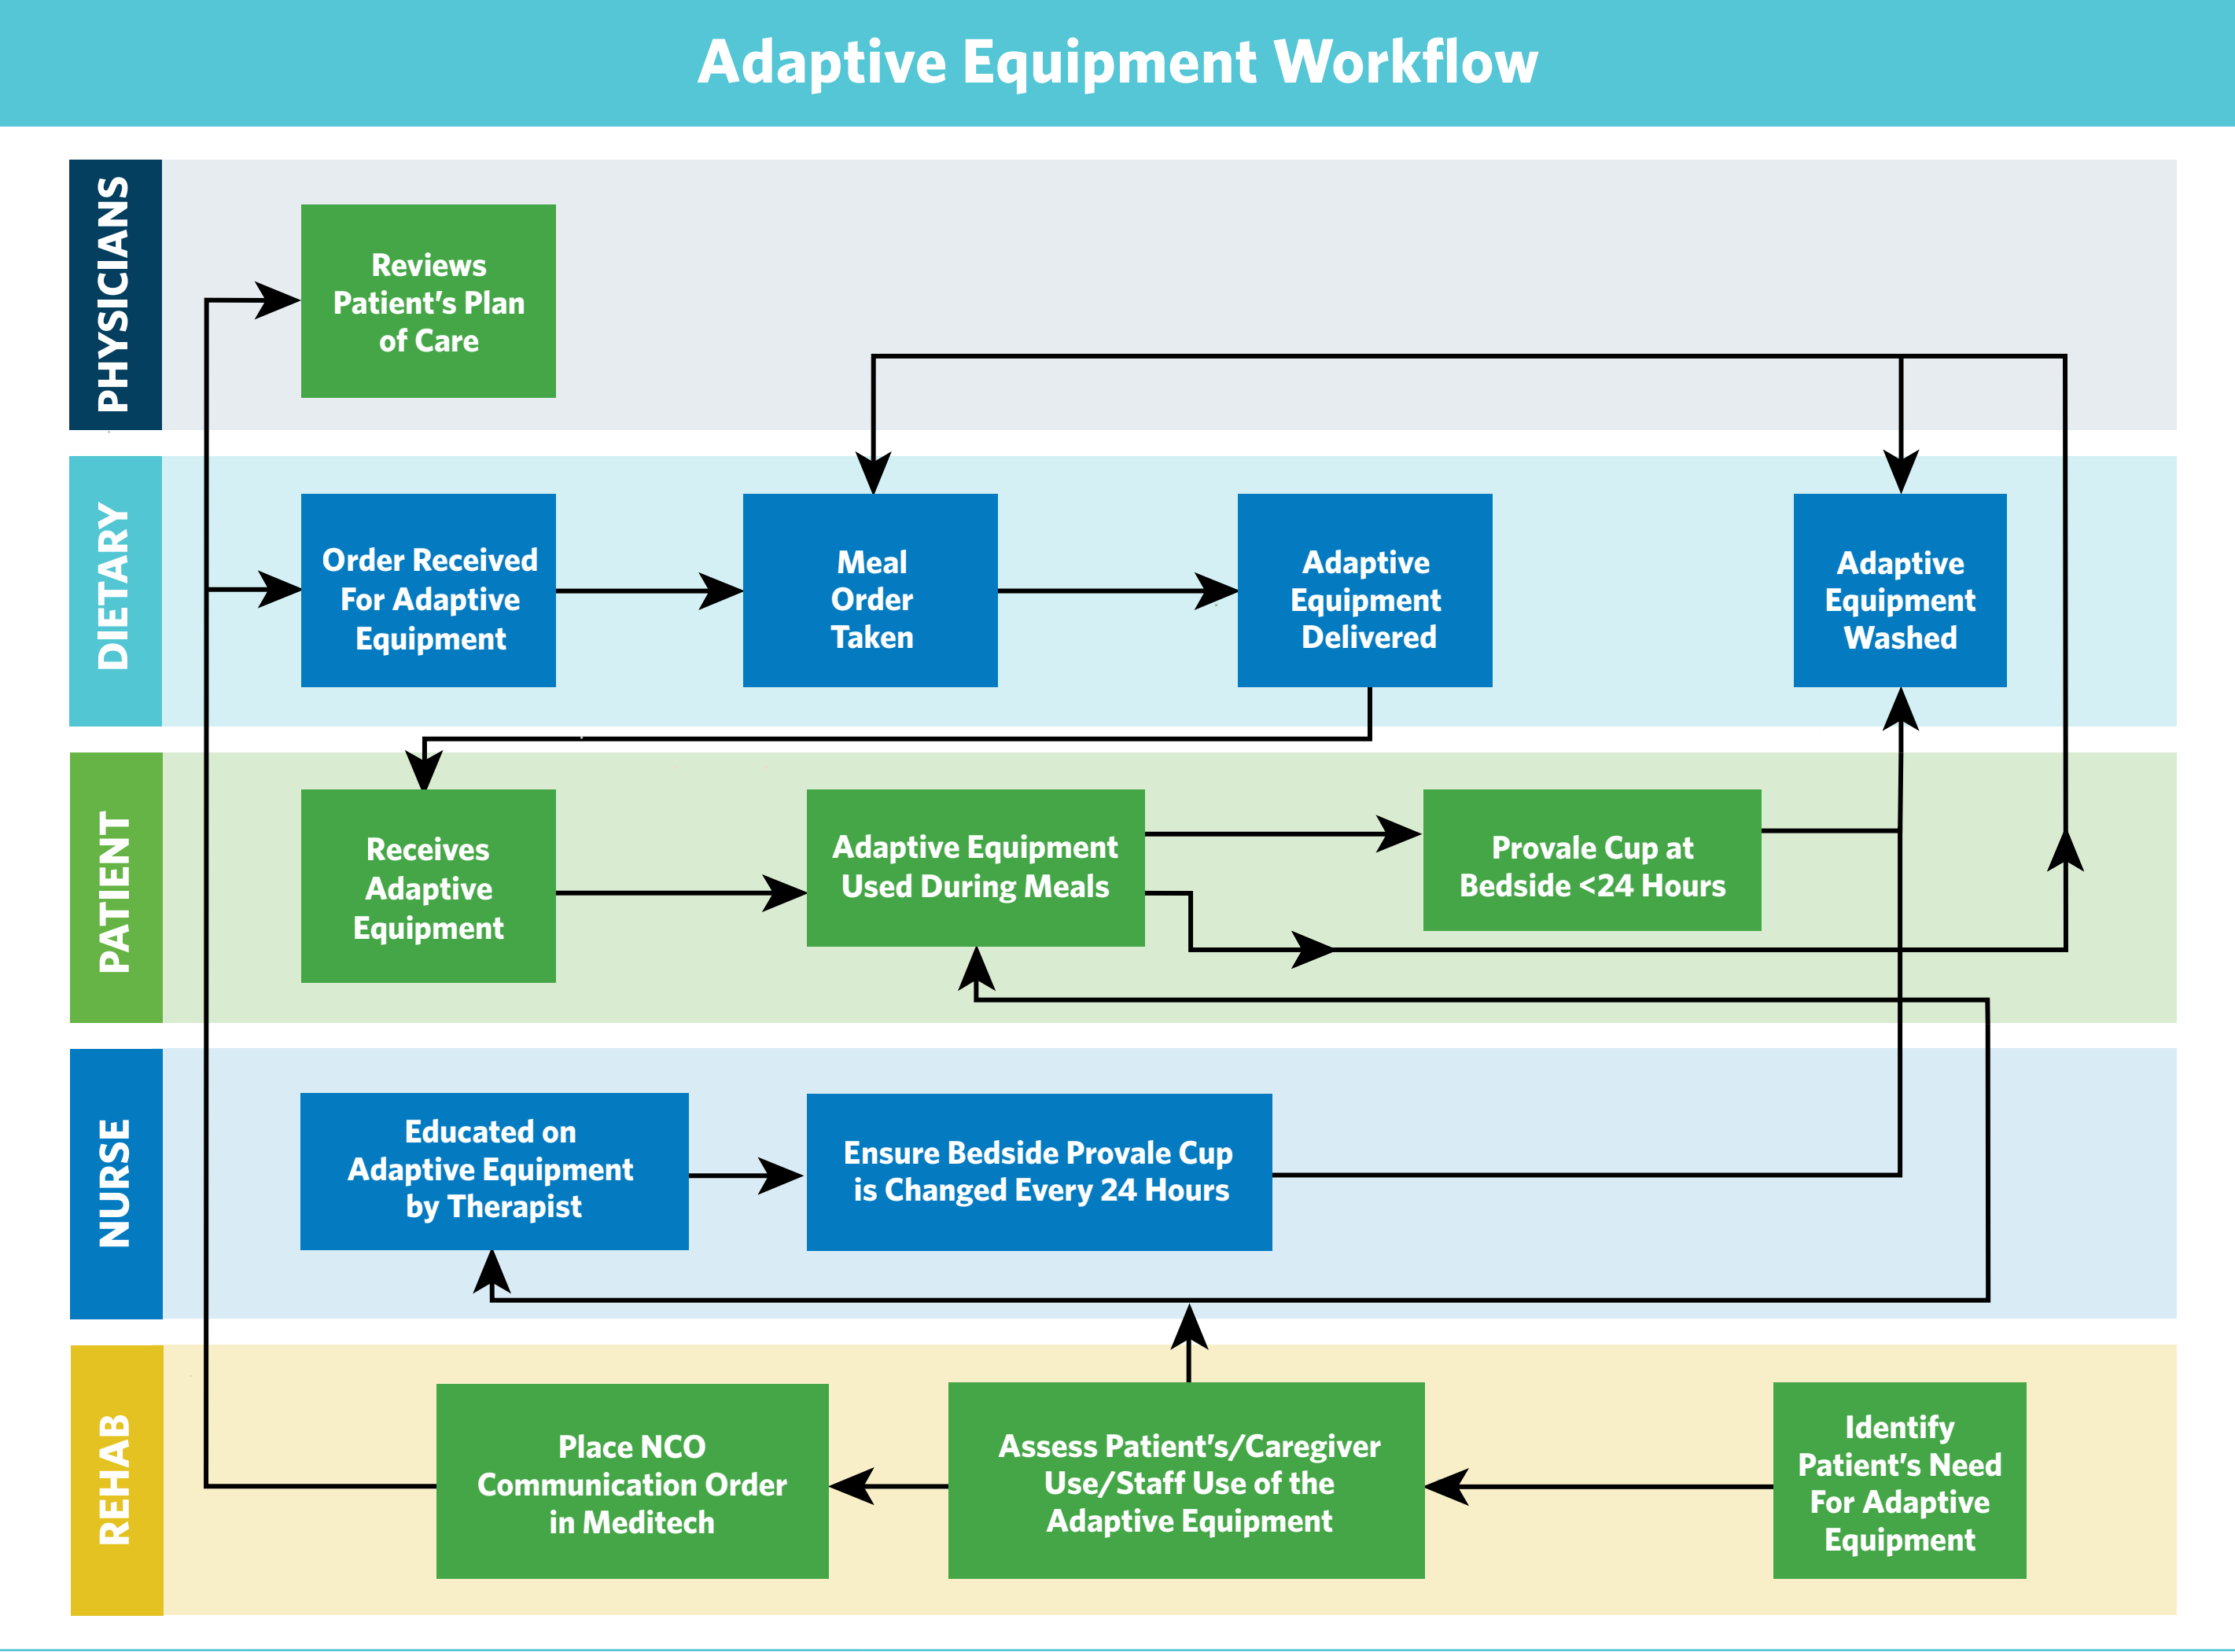 Adaptive Equipment Workflow
PHYSICIANS
Reviews
Patient's Plan
of Care
DIETARY
Order Received
For Adaptive
Equipment
Meal
Order
Taken
Adaptive
Equipment
Delivered
Adaptive
Equipment
Washed
PATIENT
Receives
Adaptive
Equipment
Adaptive Equipment
Used During Meals
Provale Cup at
Bedside <24 Hours
NURSE
Educated on
Adaptive Equipment
by Therapist
Ensure Bedside Provale Cup
is Changed Every 24 Hours
REHAB
Place NCO
Communication Order
in Meditech
Assess Patient's/Caregiver
Use/Staff Use of the
Adaptive Equipment
Identify
Patient's Need
For Adaptive
Equipment